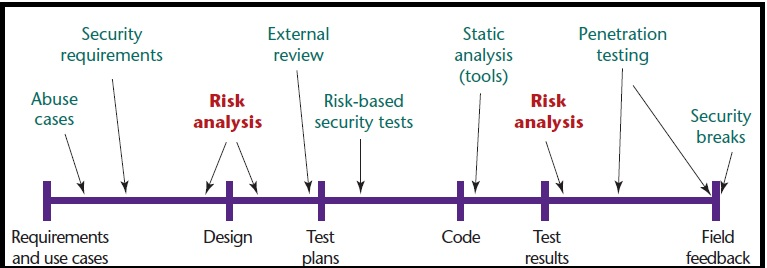 Security
requirements
External
review
Static
analysis
(tools)
Penetration
testing
Abuse
cases
Risk
analysis
Risk-based
security tests
Risk
analysis
Security
breaks
Requirements
and use cases
Design
Test
plans
Code
Test
results
Field
feedback